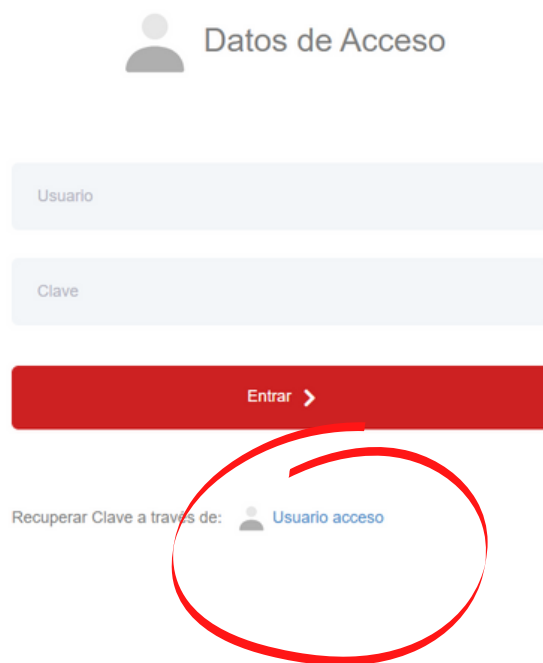 Datos de Acceso
Usuario
Clave
Entrar
Recuperar Clave a través de: Usuario acceso